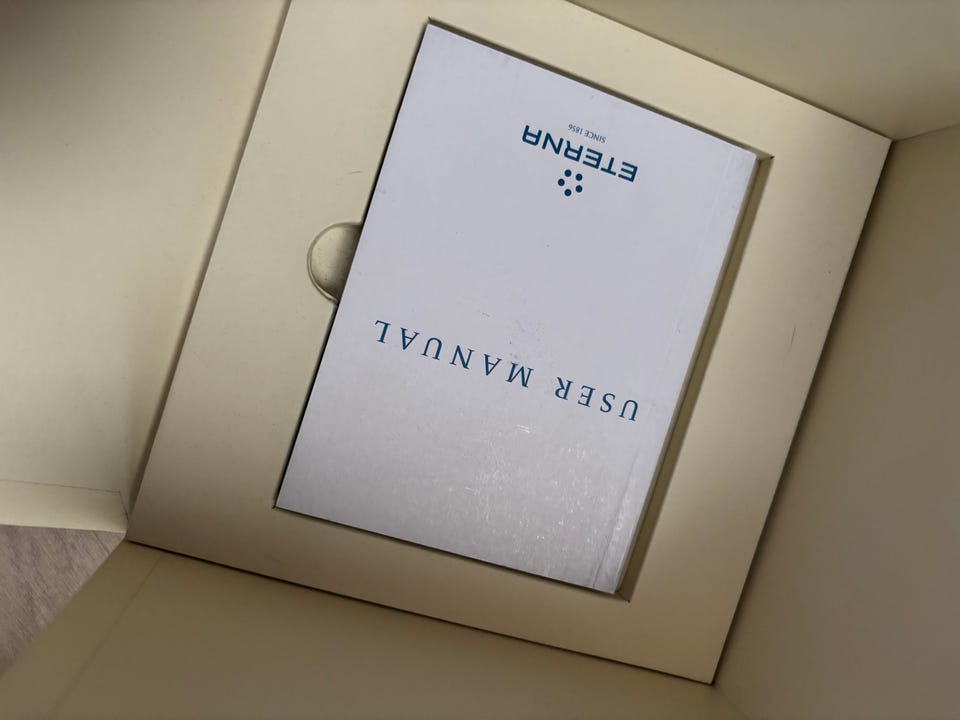 USER MANUAL
ETERNA
SINCE 1856